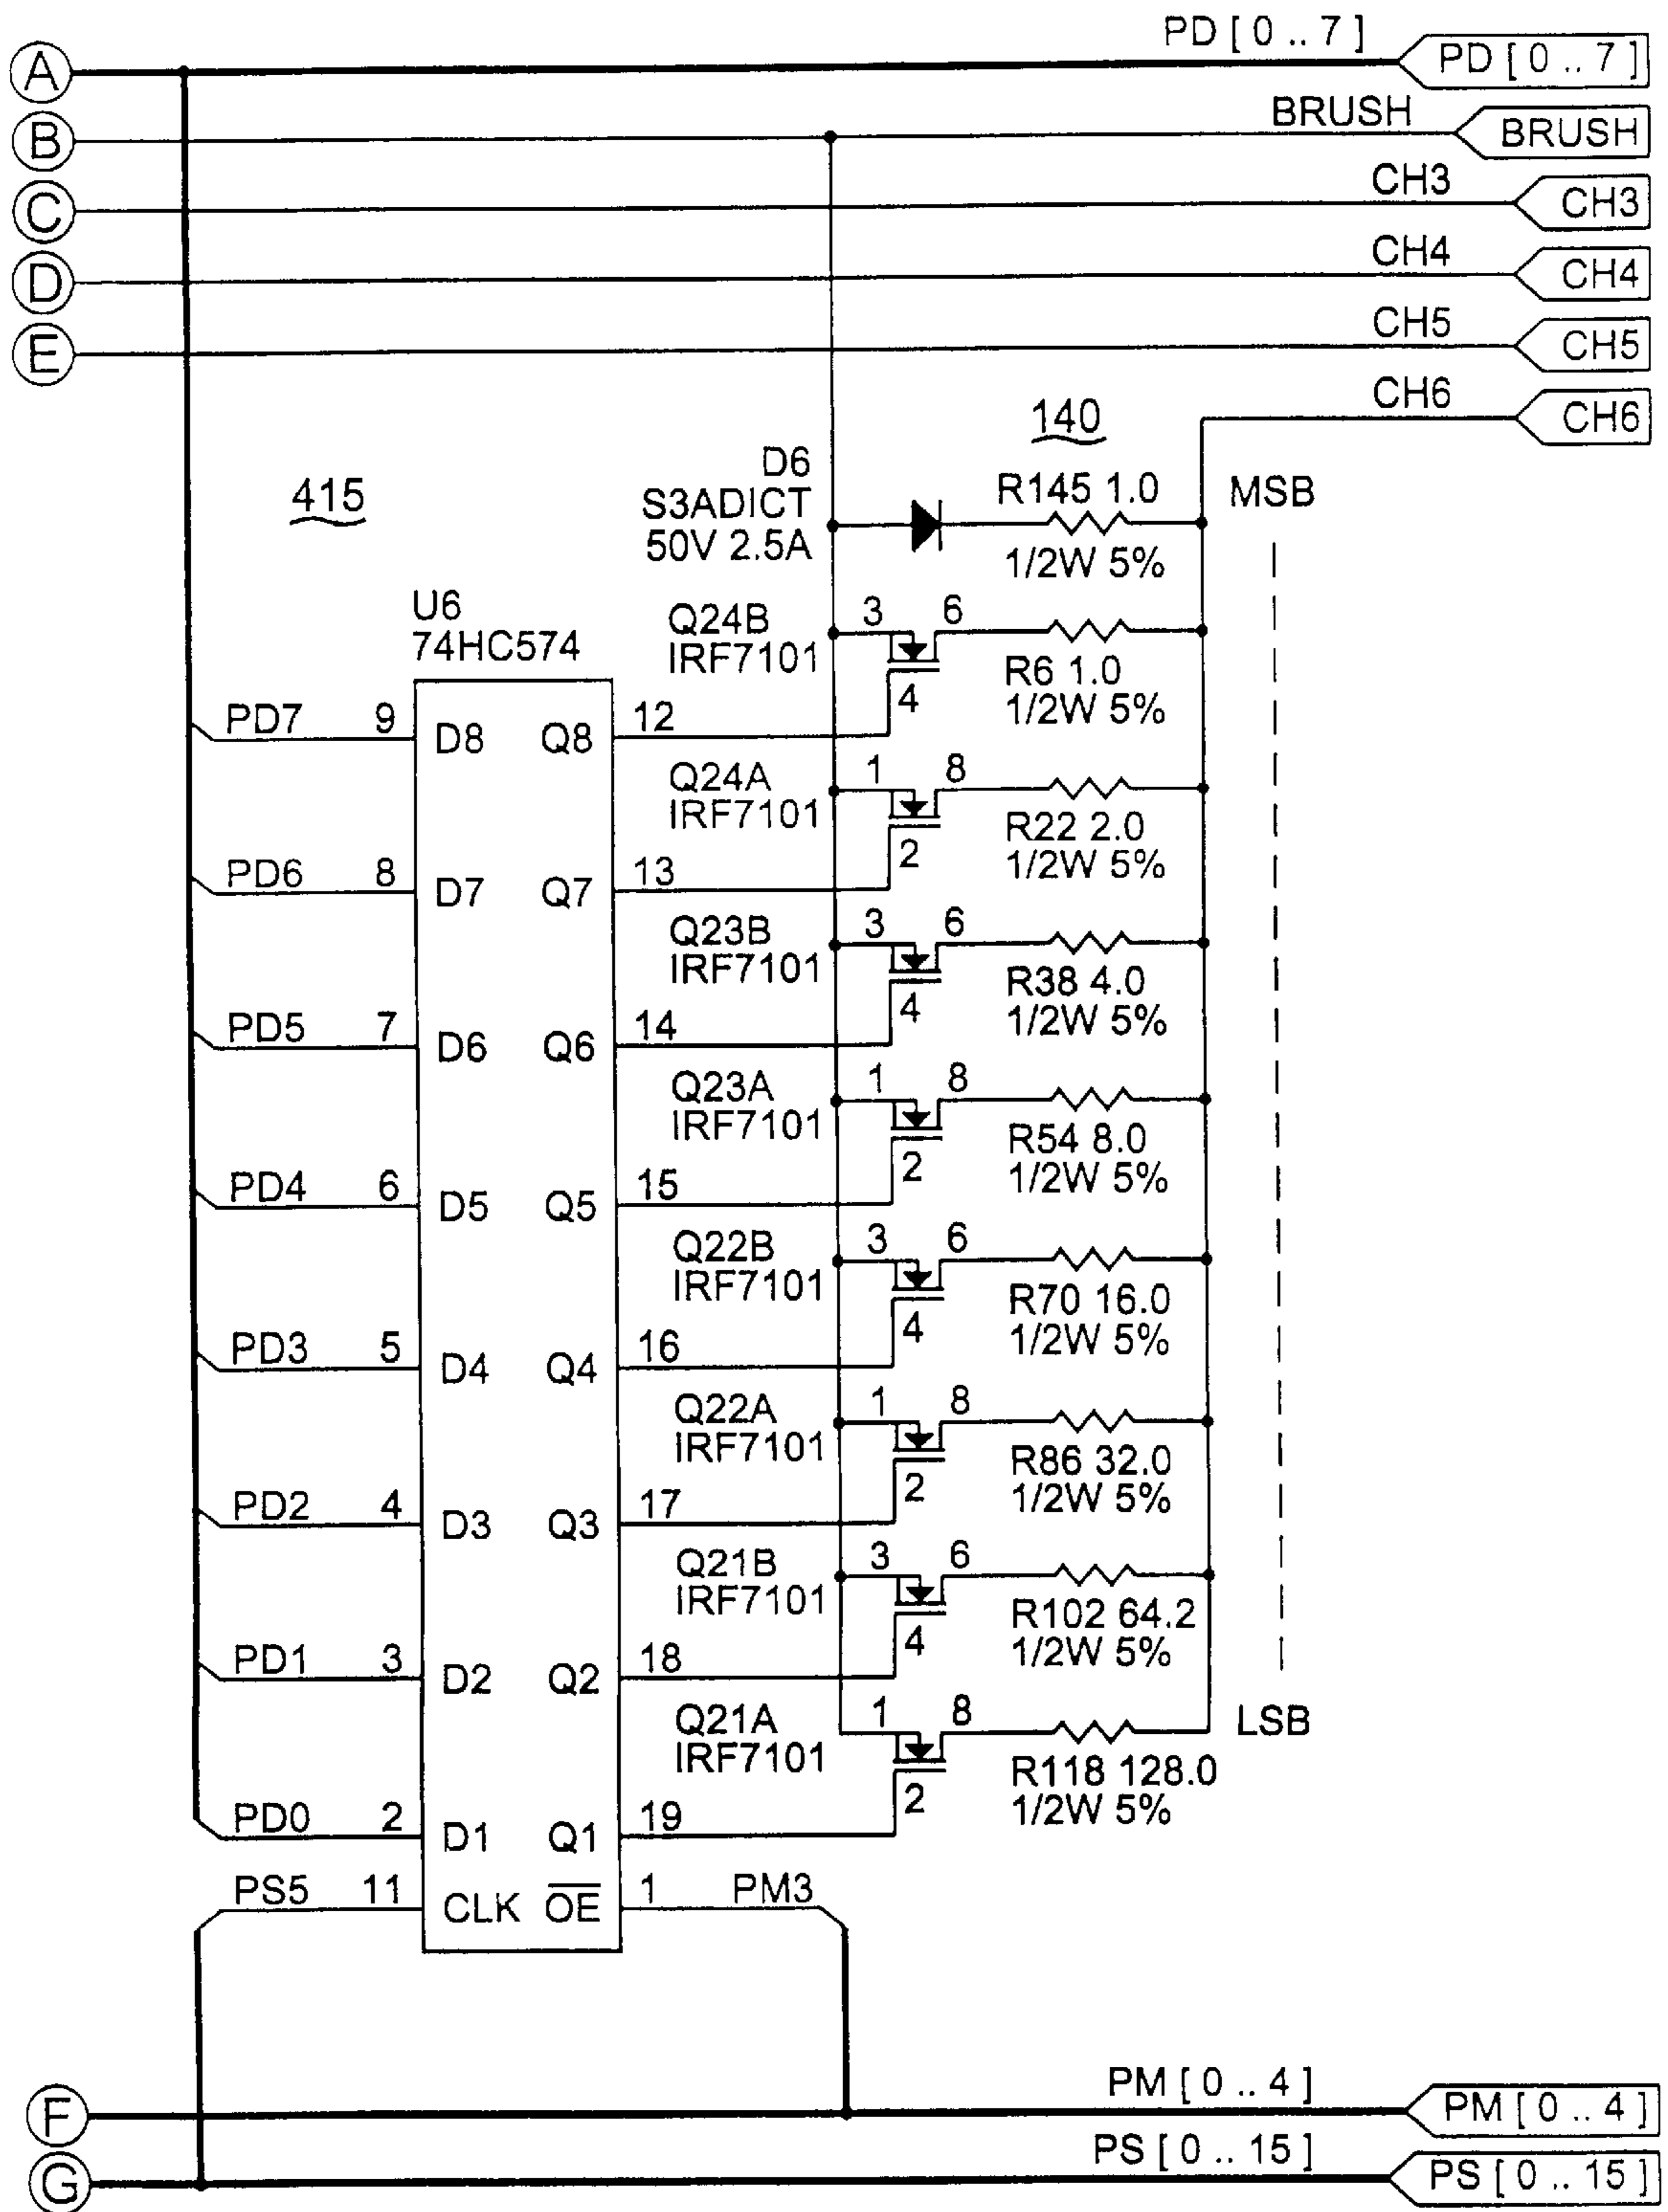 PD [ 0 .. 7 ]
A
PD [ 0 .. 7 ]
BRUSH
B
BRUSH
CH3
C
CH3
CH4
D
CH4
CH5
E
CH5
CH6
CH6
140
415
D6
S3ADICT
50V 2.5A
R145 1.0
1/2W 5%
MSB
U6
74HC574
Q24B
IRF7101
3
6
4
R6 1.0
1/2W 5%
PD7
9
D8
Q8
12
Q24A
IRF7101
1
8
2
R22 2.0
1/2W 5%
PD6
8
D7
Q7
13
Q23B
IRF7101
3
6
4
R38 4.0
1/2W 5%
PD5
7
D6
Q6
14
Q23A
IRF7101
1
8
2
R54 8.0
1/2W 5%
PD4
6
D5
Q5
15
Q22B
IRF7101
3
6
4
R70 16.0
1/2W 5%
PD3
5
D4
Q4
16
Q22A
IRF7101
1
8
2
R86 32.0
1/2W 5%
PD2
4
D3
Q3
17
Q21B
IRF7101
3
6
4
R102 64.2
1/2W 5%
PD1
3
D2
Q2
18
Q21A
IRF7101
1
8
2
R118 128.0
1/2W 5%
LSB
PD0
2
D1
Q1
19
PS5
11
CLK
OE
1
PM3
PM [ 0 .. 4 ]
F
PM [ 0 .. 4 ]
PS [ 0 .. 15 ]
G
PS [ 0 .. 15 ]